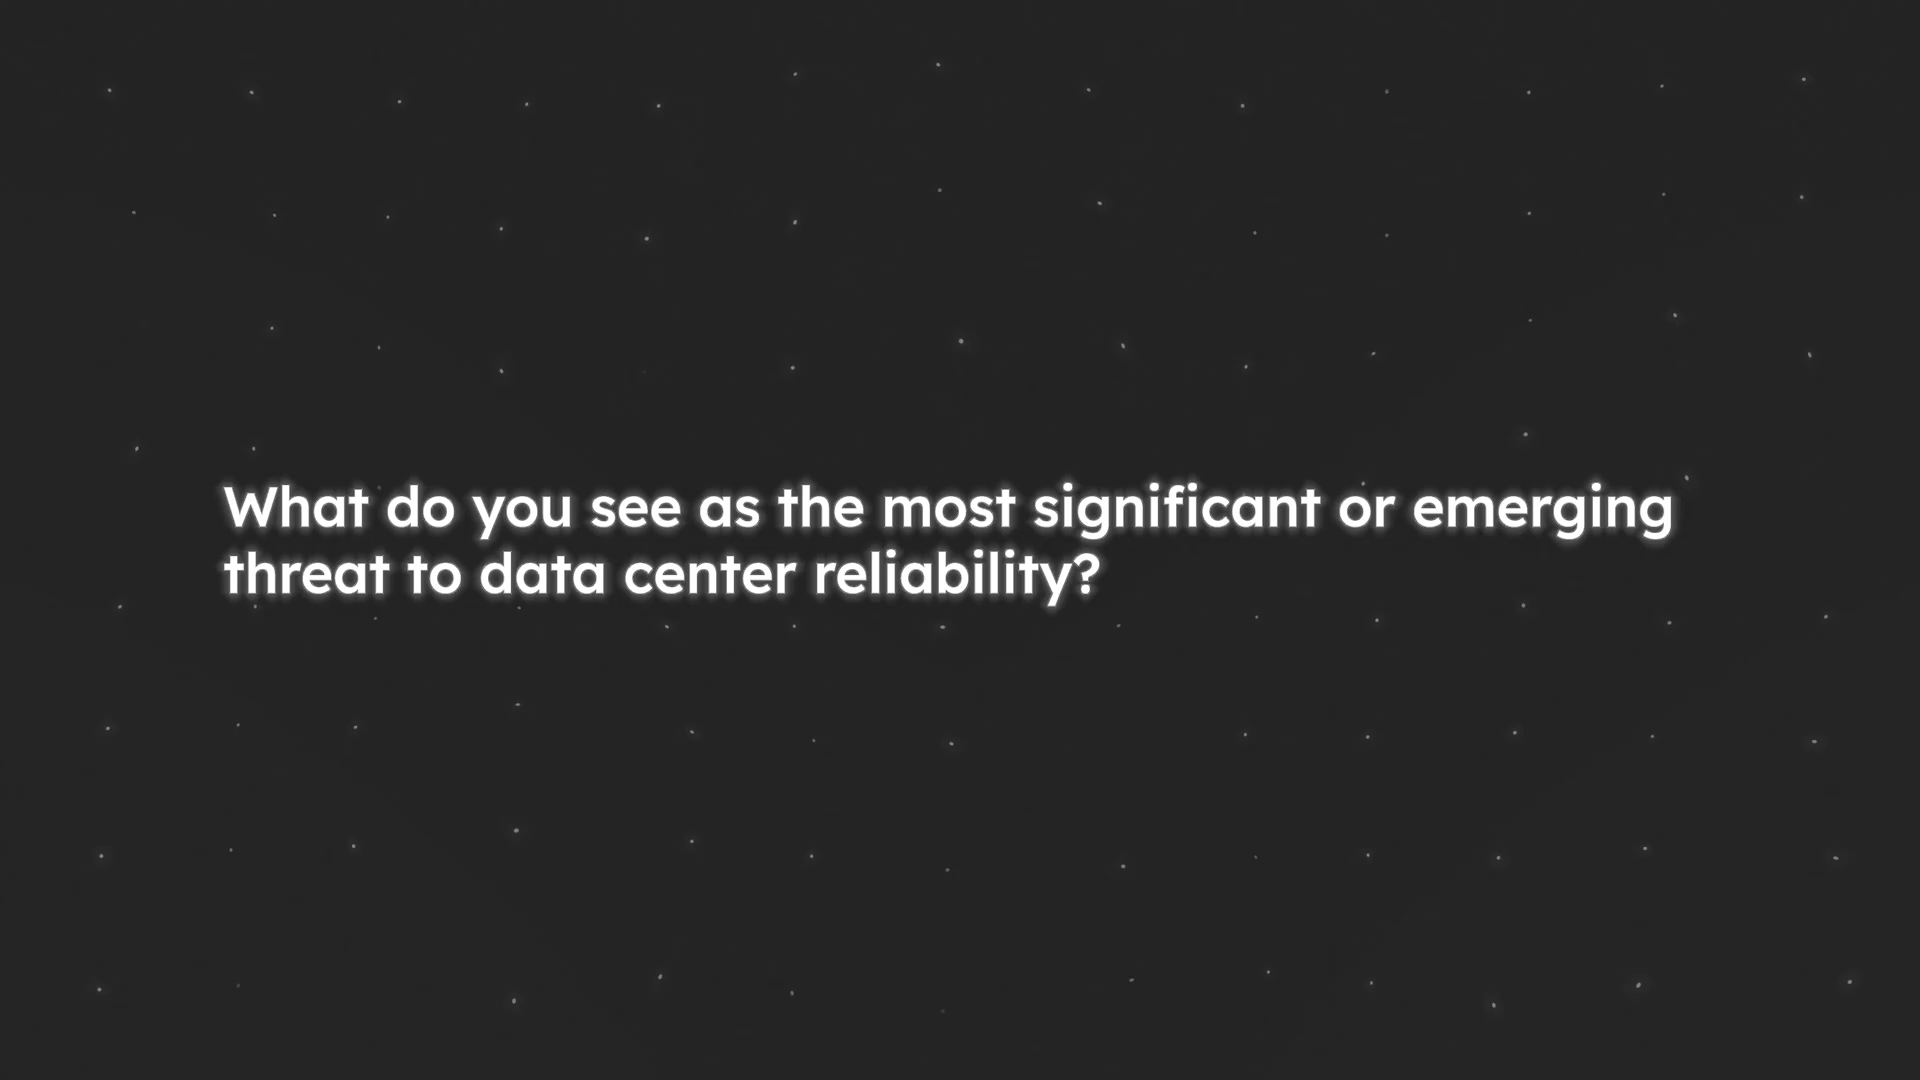 What do you see as the most significant or emerging
threat to data center reliability?